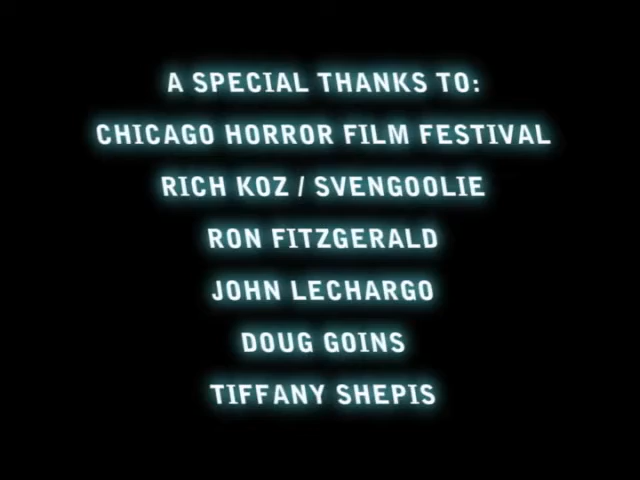 A SPECIAL THANKS TO:
CHICAGO HORROR FILM FESTIVAL
RICH KOZ / SVENGOOLIE
RON FITZGERALD
JOHN LECHARGO
DOUG GOINS
TIFFANY SHEPIS